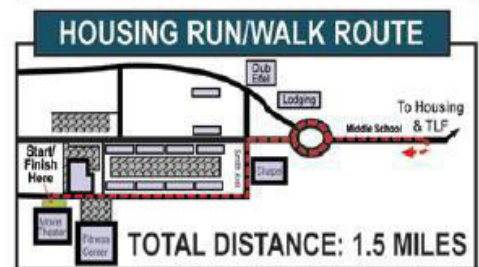 HOUSING RUN/WALK ROUTE
Club
Eifel
Lodging
To Housing
& TLF
Middle School
Start/
Finish
Here
Chapel
Movie
Theater
Fitness
Center
TOTAL DISTANCE: 1.5 MILES